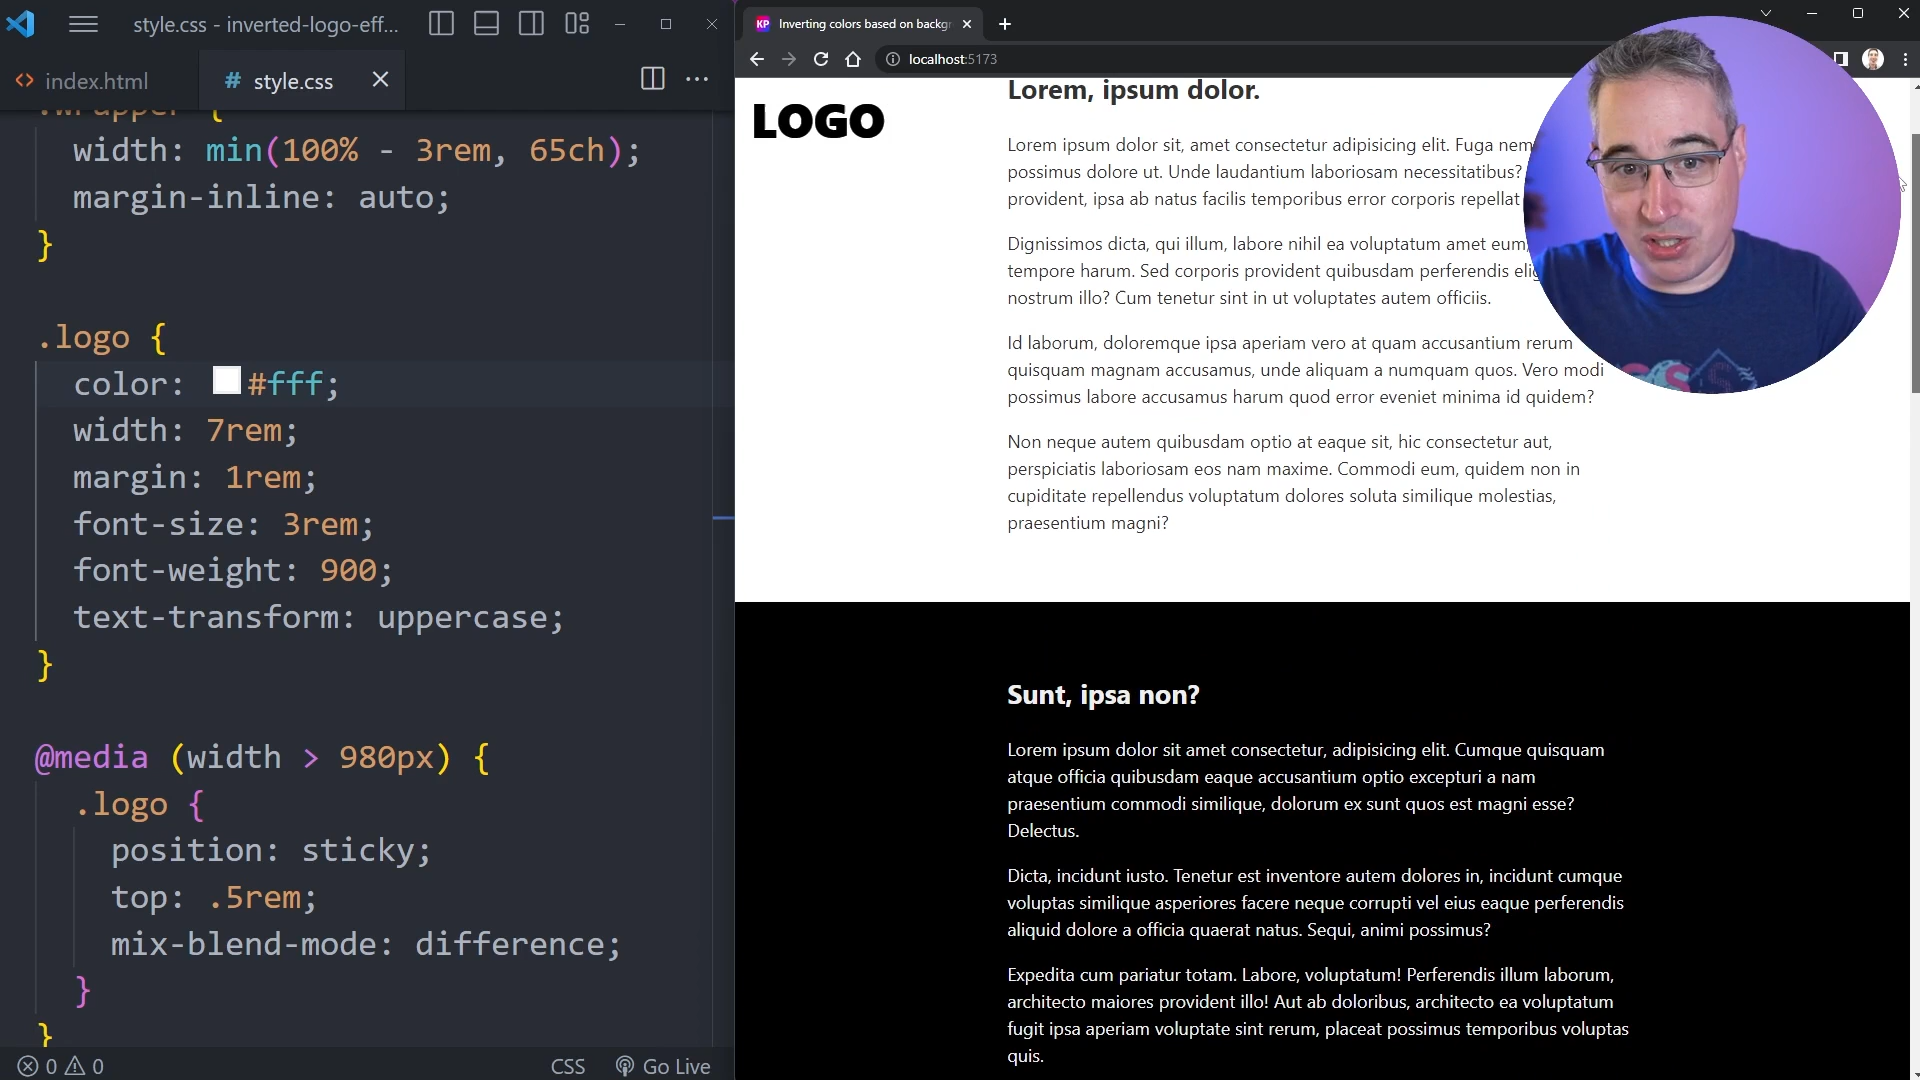 style.css - inverted-logo-eff...
index.html
# style.css
.wrapper {
width: min(100% - 3rem, 65ch);
margin-inline: auto;
}
.logo {
color: #fff;
width: 7rem;
margin: 1rem;
font-size: 3rem;
font-weight: 900;
text-transform: uppercase;
}
@media (width > 980px) {
.logo {
position: sticky;
top: .5rem;
mix-blend-mode: difference;
}
}
0 0
CSS
Go Live
KP
Inverting colors based on backgr
localhost:5173
LOGO
Lorem, ipsum dolor.
Lorem ipsum dolor sit, amet consectetur adipisicing elit. Fuga nem
possimus dolore ut. Unde laudantium laboriosam necessitatibus?
provident, ipsa ab natus facilis temporibus error corporis repellat
Dignissimos dicta, qui illum, labore nihil ea voluptatum amet eum,
tempore harum. Sed corporis provident quibusdam perferendis elig
nostrum illo? Cum tenetur sint in ut voluptates autem officiis.
Id laborum, doloremque ipsa aperiam vero at quam accusantium rerum
quisquam magnam accusamus, unde aliquam a numquam quos. Vero modi
possimus labore accusamus harum quod error eveniet minima id quidem?
Non neque autem quibusdam optio at eaque sit, hic consectetur aut,
perspiciatis laboriosam eos nam maxime. Commodi eum, quidem non in
cupiditate repellendus voluptatum dolores soluta similique molestias,
praesentium magni?
Sunt, ipsa non?
Lorem ipsum dolor sit amet consectetur, adipisicing elit. Cumque quisquam
atque officia quibusdam eaque accusantium optio excepturi a nam
praesentium commodi similique, dolorum ex sunt quos est magni esse?
Delectus.
Dicta, incidunt iusto. Tenetur est inventore autem dolores in, incidunt cumque
voluptas similique asperiores facere neque corrupti vel eius eaque perferendis
aliquid dolore a officia quaerat natus. Sequi, animi possimus?
Expedita cum pariatur totam. Labore, voluptatum! Perferendis illum laborum,
architecto maiores provident illo! Aut ab doloribus, architecto ea voluptatum
fugit ipsa aperiam voluptate sint rerum, placeat possimus temporibus voluptas
quis.